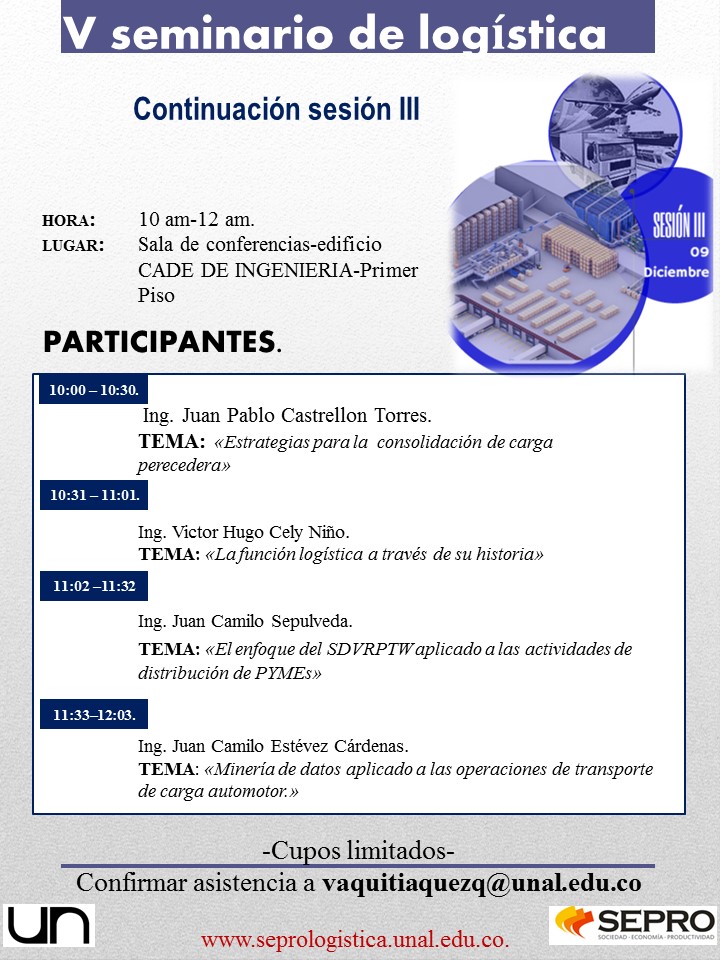 V seminario de logística
Continuación sesión III
SESIÓN III
09
Diciembre
HORA: 10 am-12 am.
LUGAR: Sala de conferencias-edificio
CADE DE INGENIERIA-Primer
Piso
PARTICIPANTES.
10:00 – 10:30.
Ing. Juan Pablo Castrellon Torres.
TEMA: «Estrategias para la consolidación de carga
perecedera»
10:31 – 11:01.
Ing. Victor Hugo Cely Niño.
TEMA: «La función logística a través de su historia»
11:02 –11:32
Ing. Juan Camilo Sepulveda.
TEMA: «El enfoque del SDVRPTW aplicado a las actividades de
distribución de PYMEs»
11:33–12:03.
Ing. Juan Camilo Estévez Cárdenas.
TEMA: «Minería de datos aplicado a las operaciones de transporte
de carga automotor.»
-Cupos limitados-
Confirmar asistencia a vaquitiaquezq@unal.edu.co
un
SEPRO
SOCIEDAD - ECONOMÍA - PRODUCTIVIDAD
www.seprologistica.unal.edu.co.